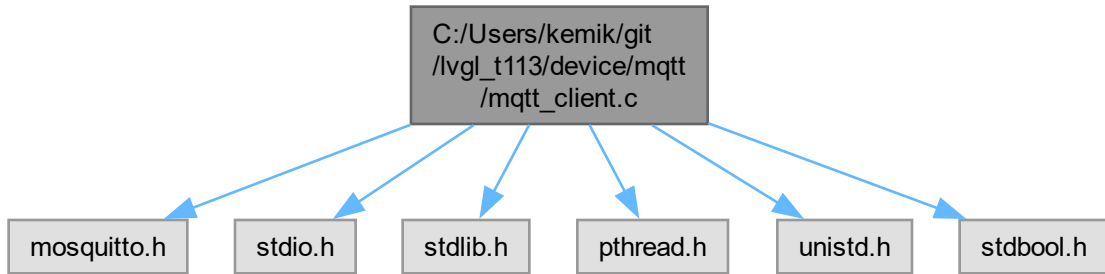 C:/Users/kemik/git
/lvgl_t113/device/mqtt
/mqtt_client.c
mosquitto.h
stdio.h
stdlib.h
pthread.h
unistd.h
stdbool.h